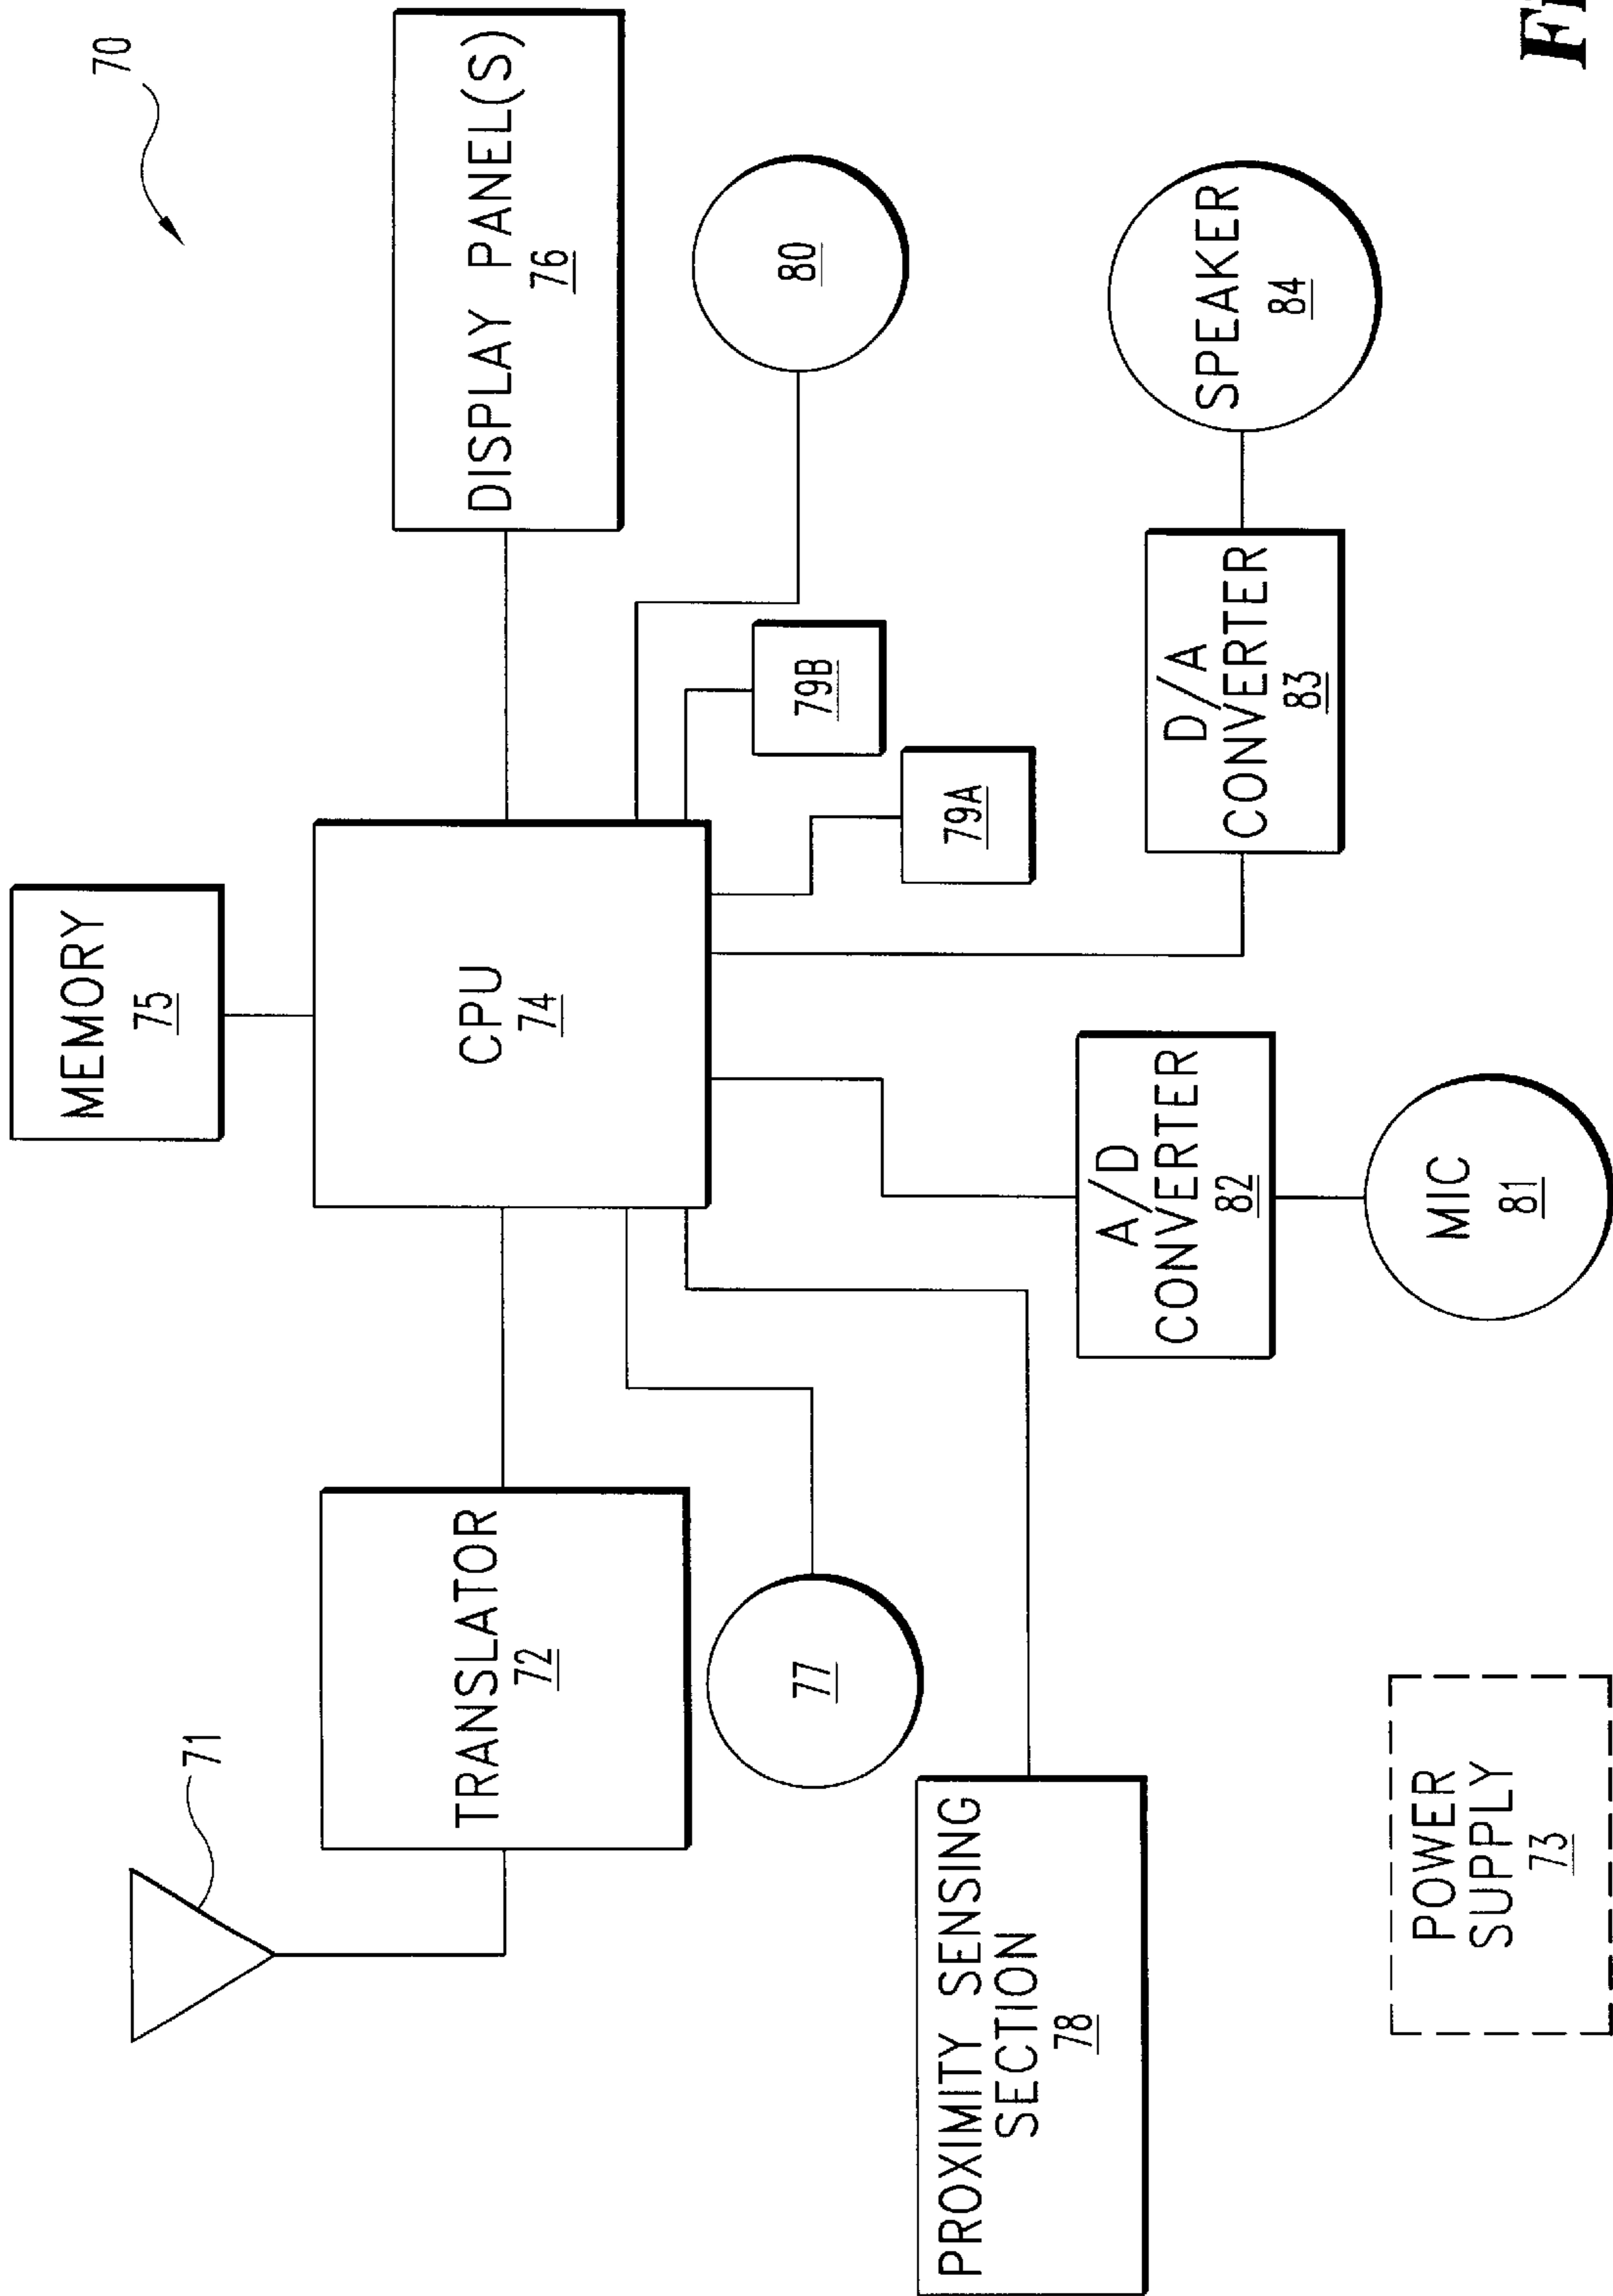 70
MEMORY
75
DISPLAY PANEL(S)
76
CPU
74
71
TRANSLATOR
72
77
80
79B
79A
PROXIMITY SENSING
SECTION
78
A/D
CONVERTER
82
D/A
CONVERTER
83
SPEAKER
84
MIC
81
POWER
SUPPLY
73